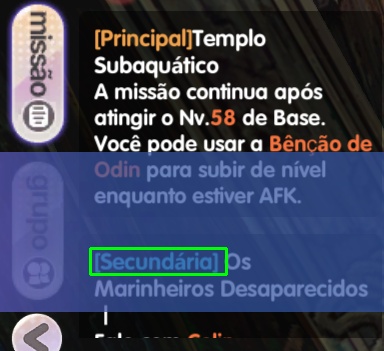 missão
grupo
[Principal]Templo
Subaquático
A missão continua após
atingir o Nv.58 de Base.
Você pode usar a Bênção de
Odin para subir de nível
enquanto estiver AFK.
[Secundária] Os
Marinheiros Desaparecidos
I